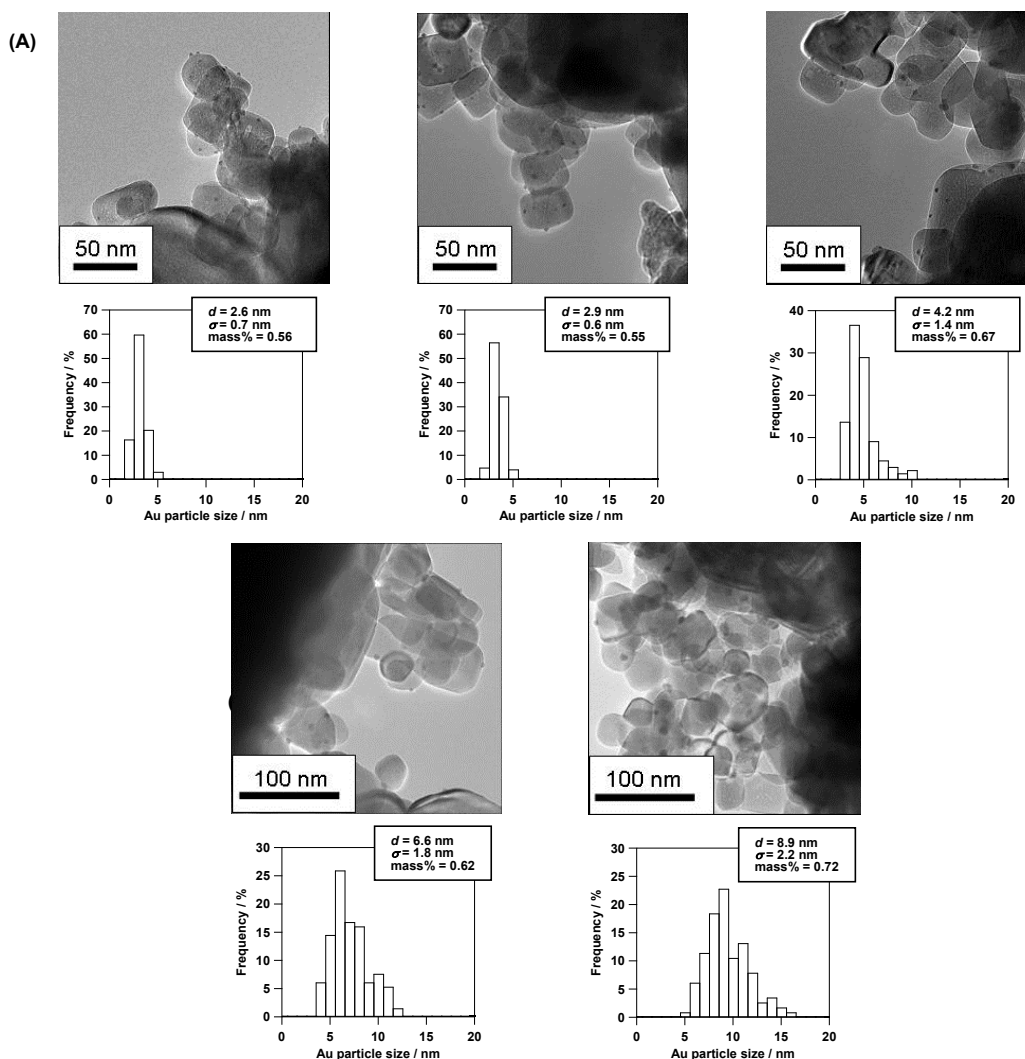 (A)
50 nm
50 nm
50 nm
d = 2.6 nm
σ = 0.7 nm
mass% = 0.56
70
60
50
40
30
20
10
0
Frequency / %
0 5 10 15 20
Au particle size / nm
d = 2.9 nm
σ = 0.6 nm
mass% = 0.55
70
60
50
40
30
20
10
0
Frequency / %
0 5 10 15 20
Au particle size / nm
d = 4.2 nm
σ = 1.4 nm
mass% = 0.67
40
30
20
10
0
Frequency / %
0 5 10 15 20
Au particle size / nm
100 nm
100 nm
d = 6.6 nm
σ = 1.8 nm
mass% = 0.62
30
25
20
15
10
5
0
Frequency / %
0 5 10 15 20
Au particle size / nm
d = 8.9 nm
σ = 2.2 nm
mass% = 0.72
30
25
20
15
10
5
0
Frequency / %
0 5 10 15 20
Au particle size / nm